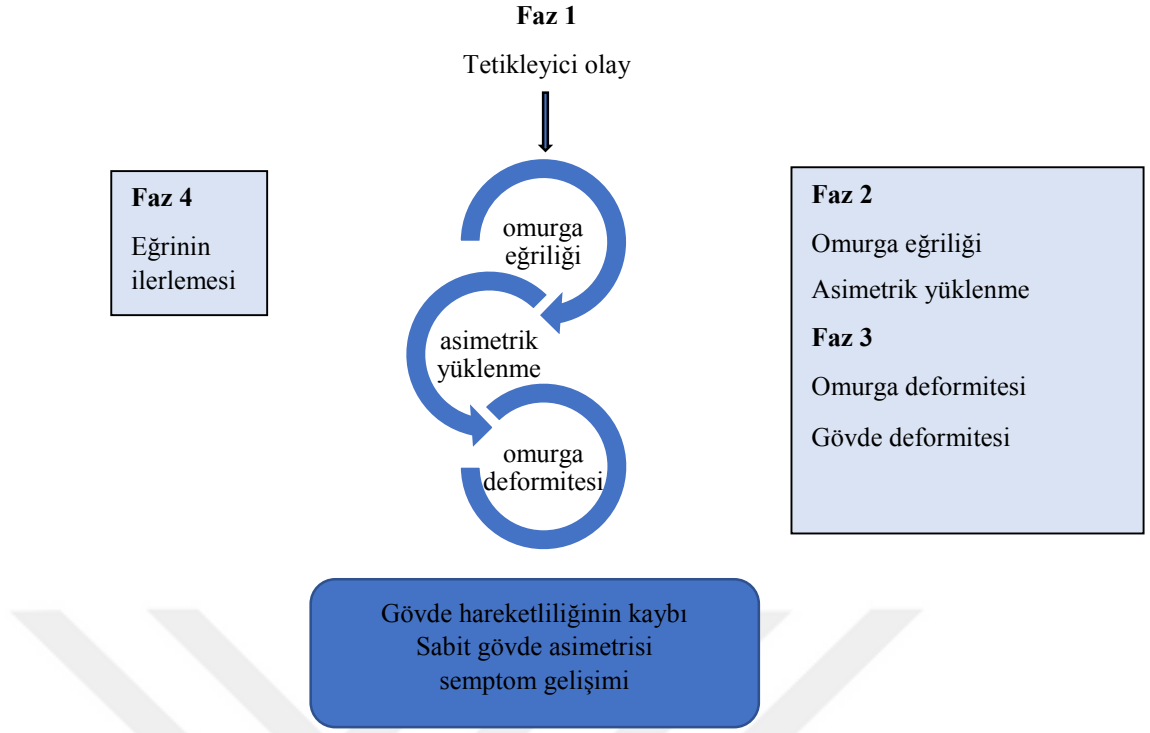 Faz 1
Tetikleyici olay
Faz 4
Eğrinin
ilerlemesi
omurga
eğriliği
asimetrik
yüklenme
omurga
deformitesi
Faz 2
Omurga eğriliği
Asimetrik yüklenme
Faz 3
Omurga deformitesi
Gövde deformitesi
Gövde hareketliliğinin kaybı
Sabit gövde asimetrisi
semptom gelişimi